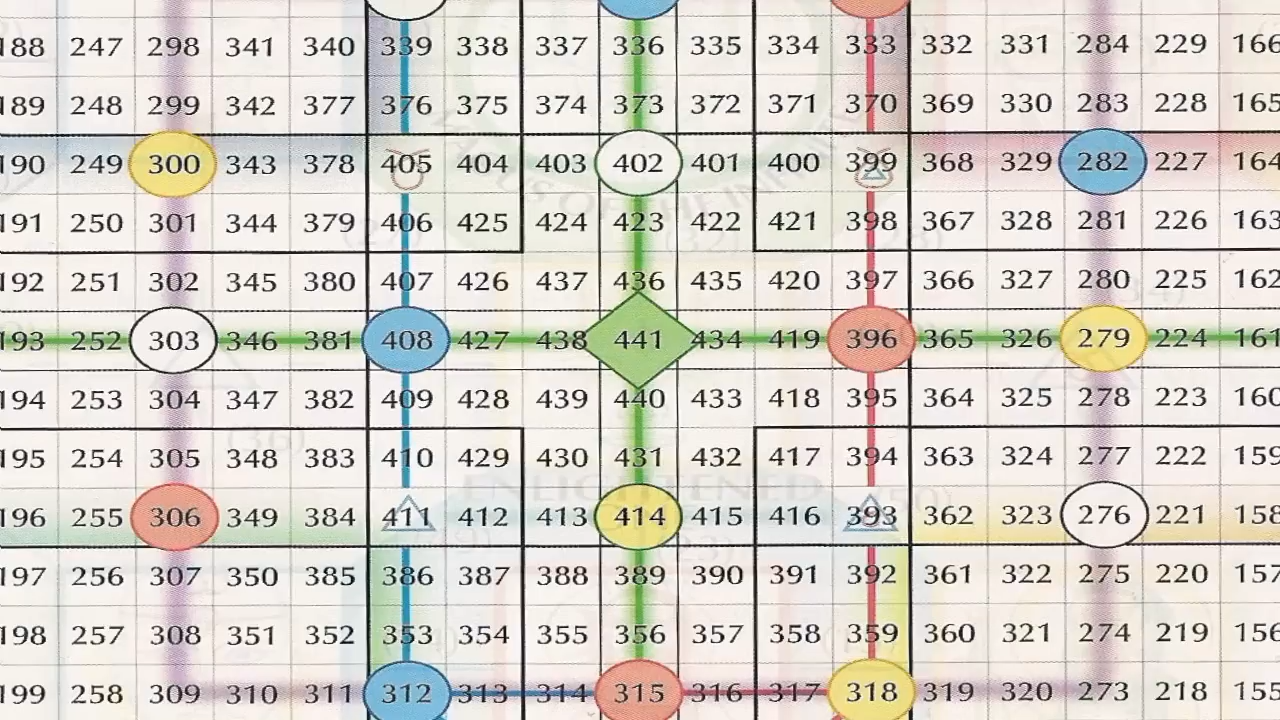 188 247 298 341 340 339 338 337 336 335 334 333 332 331 284 229 166
189 248 299 342 377 376 375 374 373 372 371 370 369 330 283 228 165
190 249 300 343 378 405 404 403 402 401 400 399 368 329 282 227 164
191 250 301 344 379 406 425 424 423 422 421 398 367 328 281 226 163
192 251 302 345 380 407 426 437 436 435 420 397 366 327 280 225 162
193 252 303 346 381 408 427 438 441 434 419 396 365 326 279 224 161
194 253 304 347 382 409 428 439 440 433 418 395 364 325 278 223 160
195 254 305 348 383 410 429 430 431 432 417 394 363 324 277 222 159
ENLIGHTENED
196 255 306 349 384 411 412 413 414 415 416 393 362 323 276 221 158
197 256 307 350 385 386 387 388 389 390 391 392 361 322 275 220 157
198 257 308 351 352 353 354 355 356 357 358 359 360 321 274 219 156
199 258 309 310 311 312 313 314 315 316 317 318 319 320 273 218 155